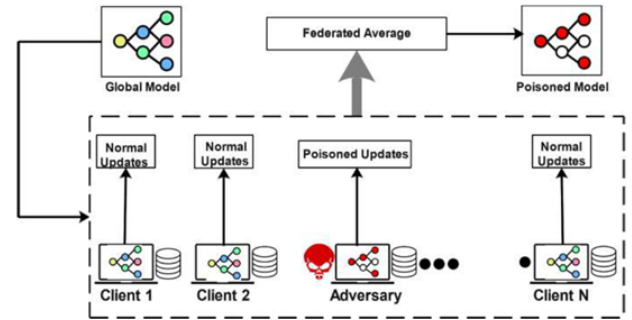 Federated Average
Global Model
Poisoned Model
Normal
Updates
Normal
Updates
Poisoned Updates
Normal
Updates
Client 1
Client 2
Adversary
Client N